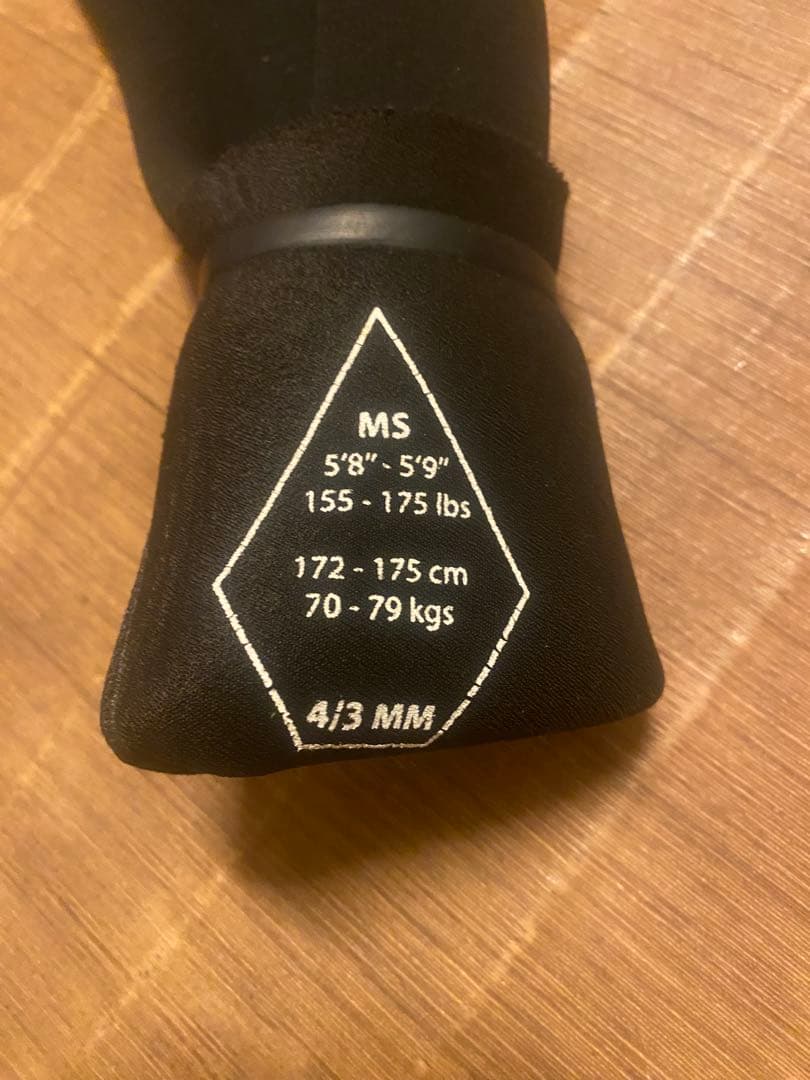 MS
5'8" - 5'9"
155 - 175 lbs
172 - 175 cm
70 - 79 kgs
4/3 MM